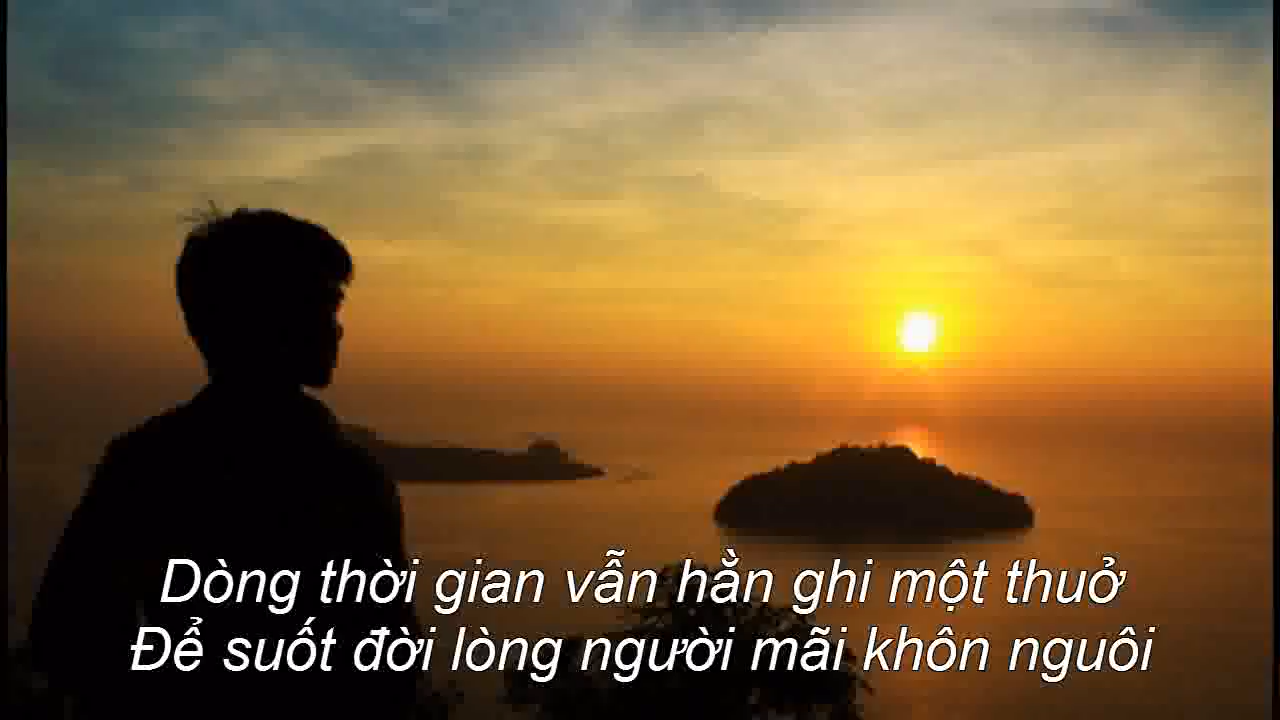 Dòng thời gian vẫn hằn ghi một thuở
Để suốt đời lòng người mãi khôn nguôi